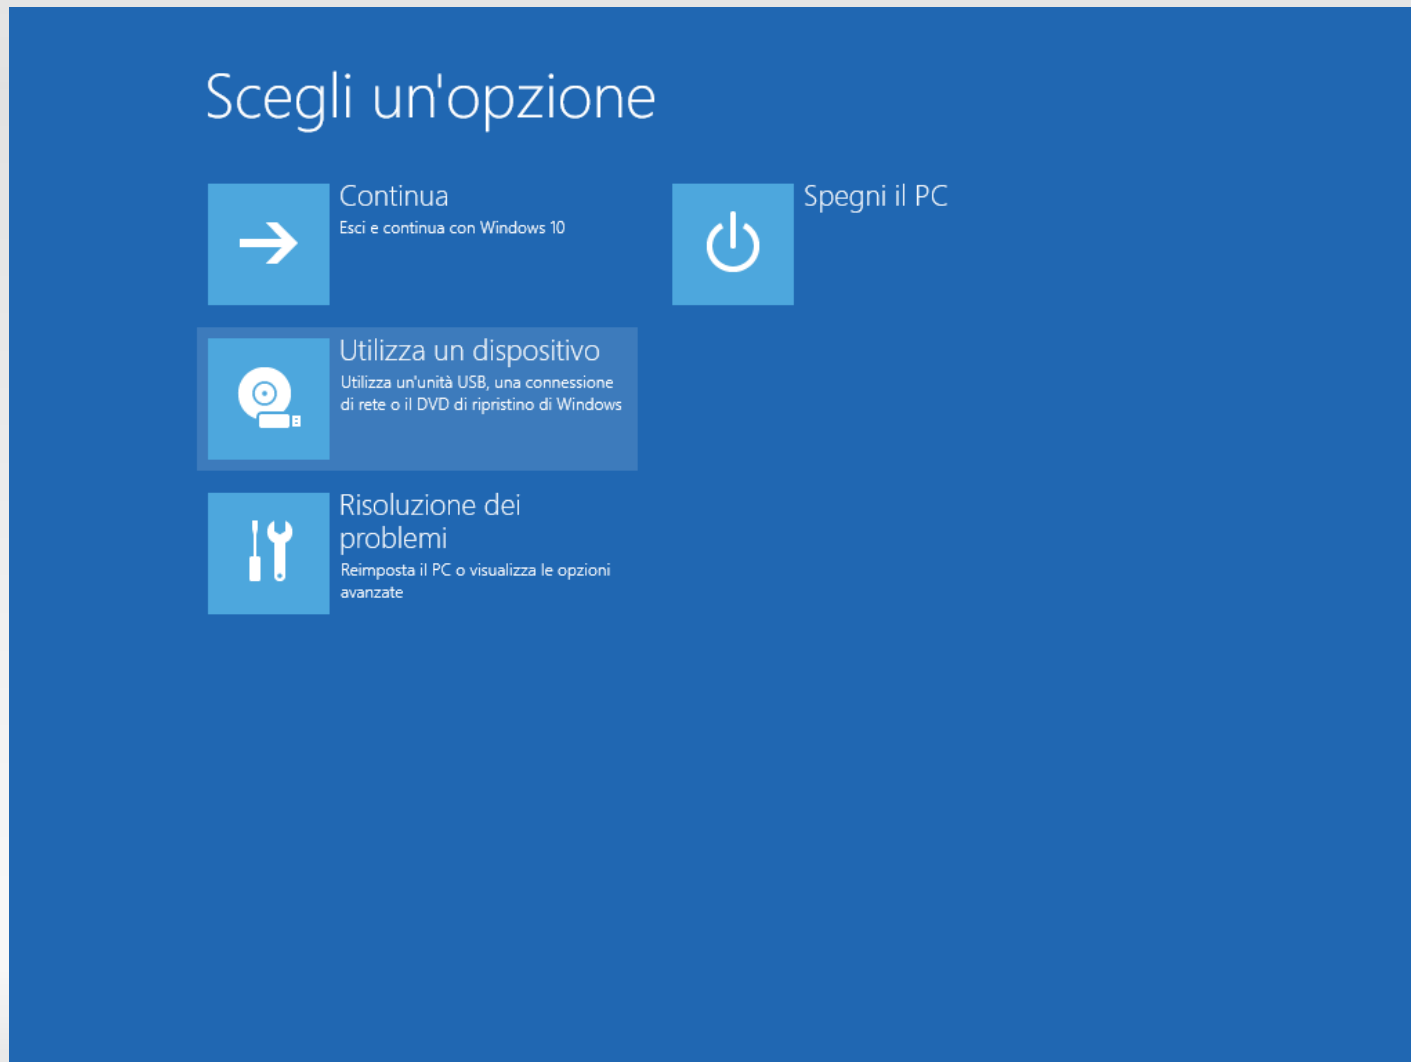 Scegli un'opzione
Continua
Esci e continua con Windows 10
Spegni il PC
Utilizza un dispositivo
Utilizza un'unità USB, una connessione
di rete o il DVD di ripristino di Windows
Risoluzione dei
problemi
Reimposta il PC o visualizza le opzioni
avanzate